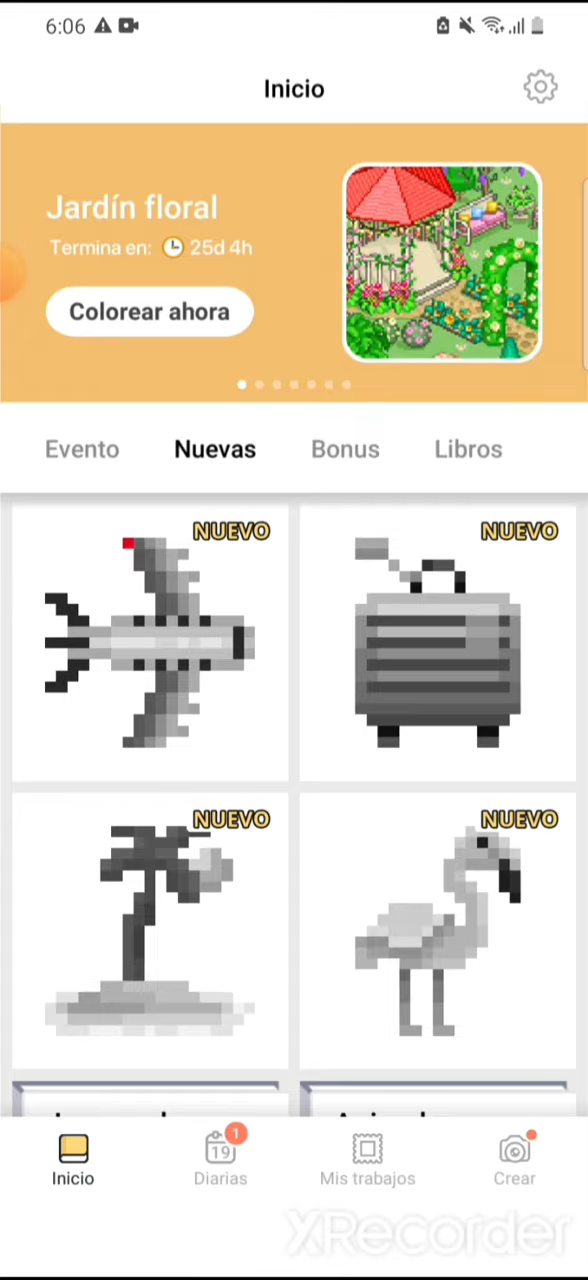 6:06
Inicio
Jardín floral
Termina en: 25d 4h
Colorear ahora
Evento Nuevas Bonus Libros
NUEVO NUEVO
NUEVO NUEVO
1
19
Inicio Diarias Mis trabajos Crear
XRecorder